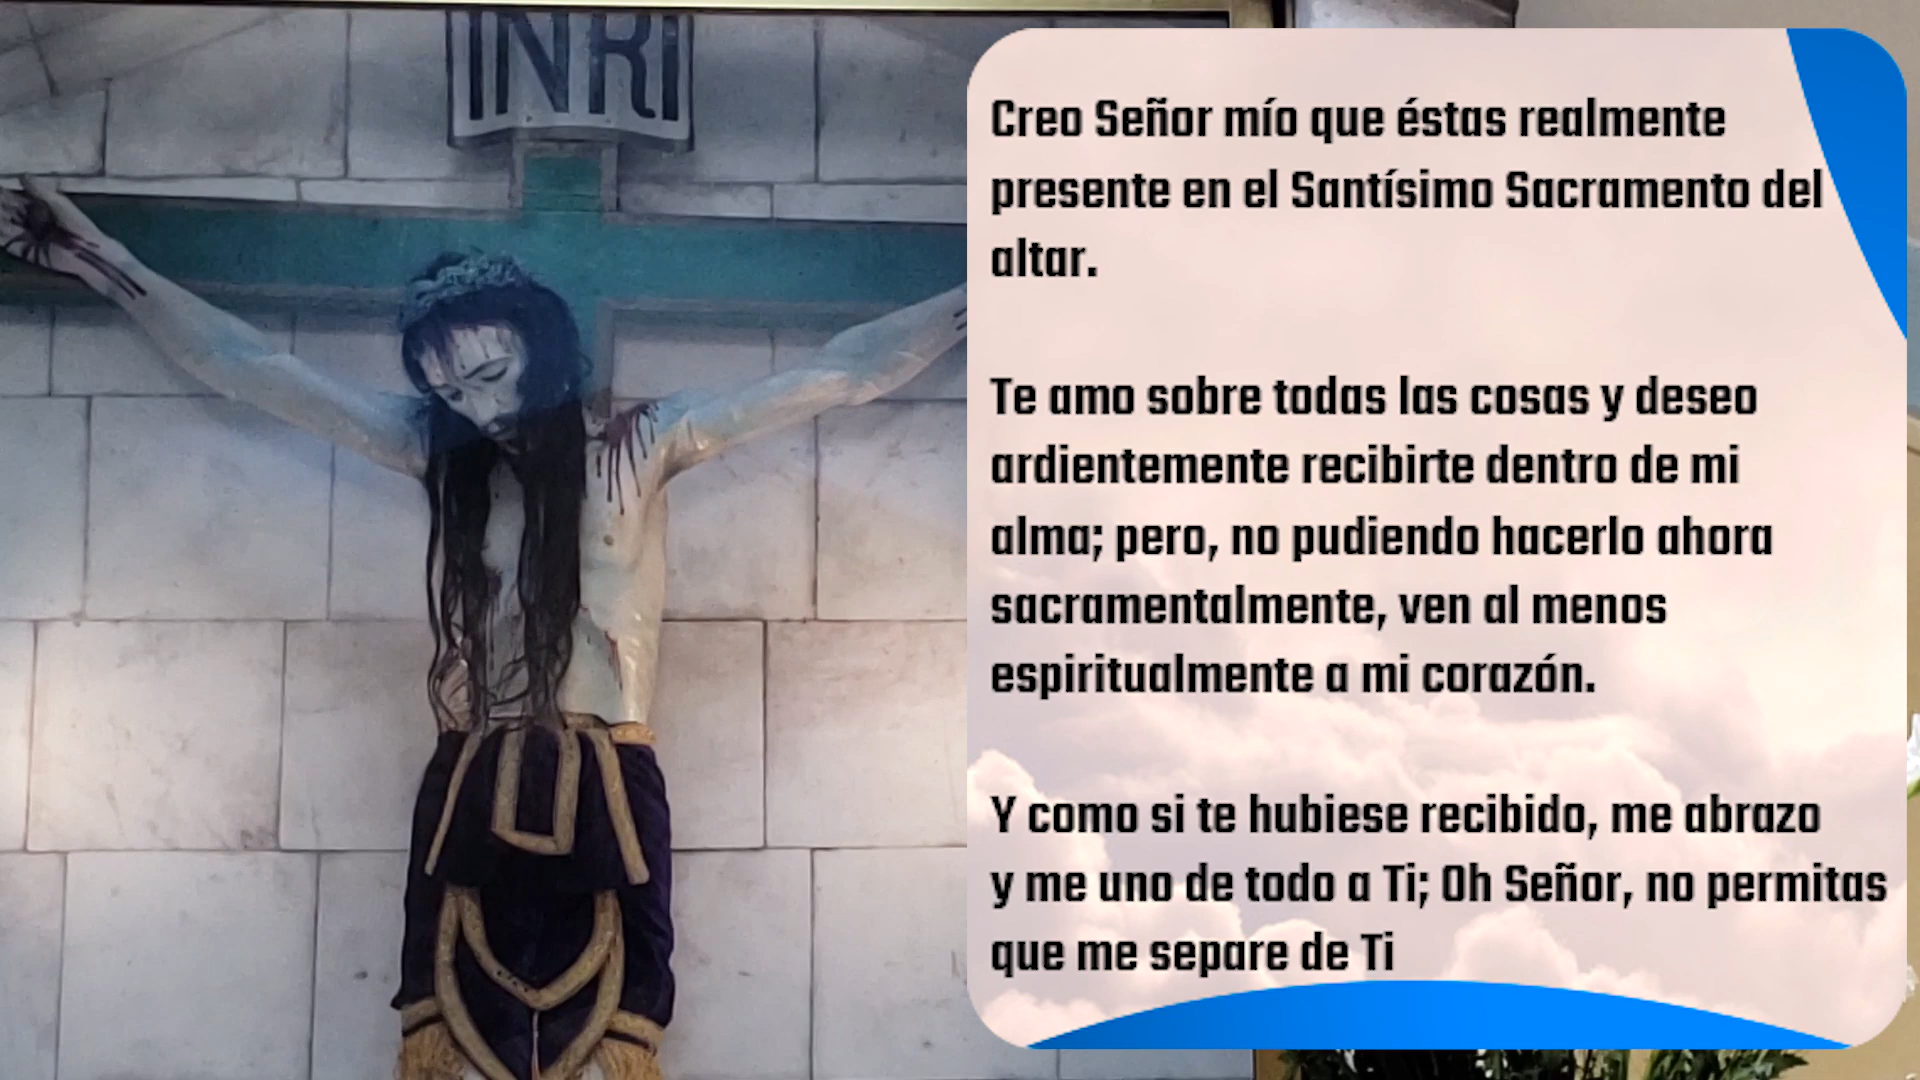 INRI
Creo Señor mío que éstas realmente
presente en el Santísimo Sacramento del
altar.
Te amo sobre todas las cosas y deseo
ardientemente recibirte dentro de mi
alma; pero, no pudiendo hacerlo ahora
sacramentalmente, ven al menos
espiritualmente a mi corazón.
Y como si te hubiese recibido, me abrazo
y me uno de todo a Ti; Oh Señor, no permitas
que me separe de Ti